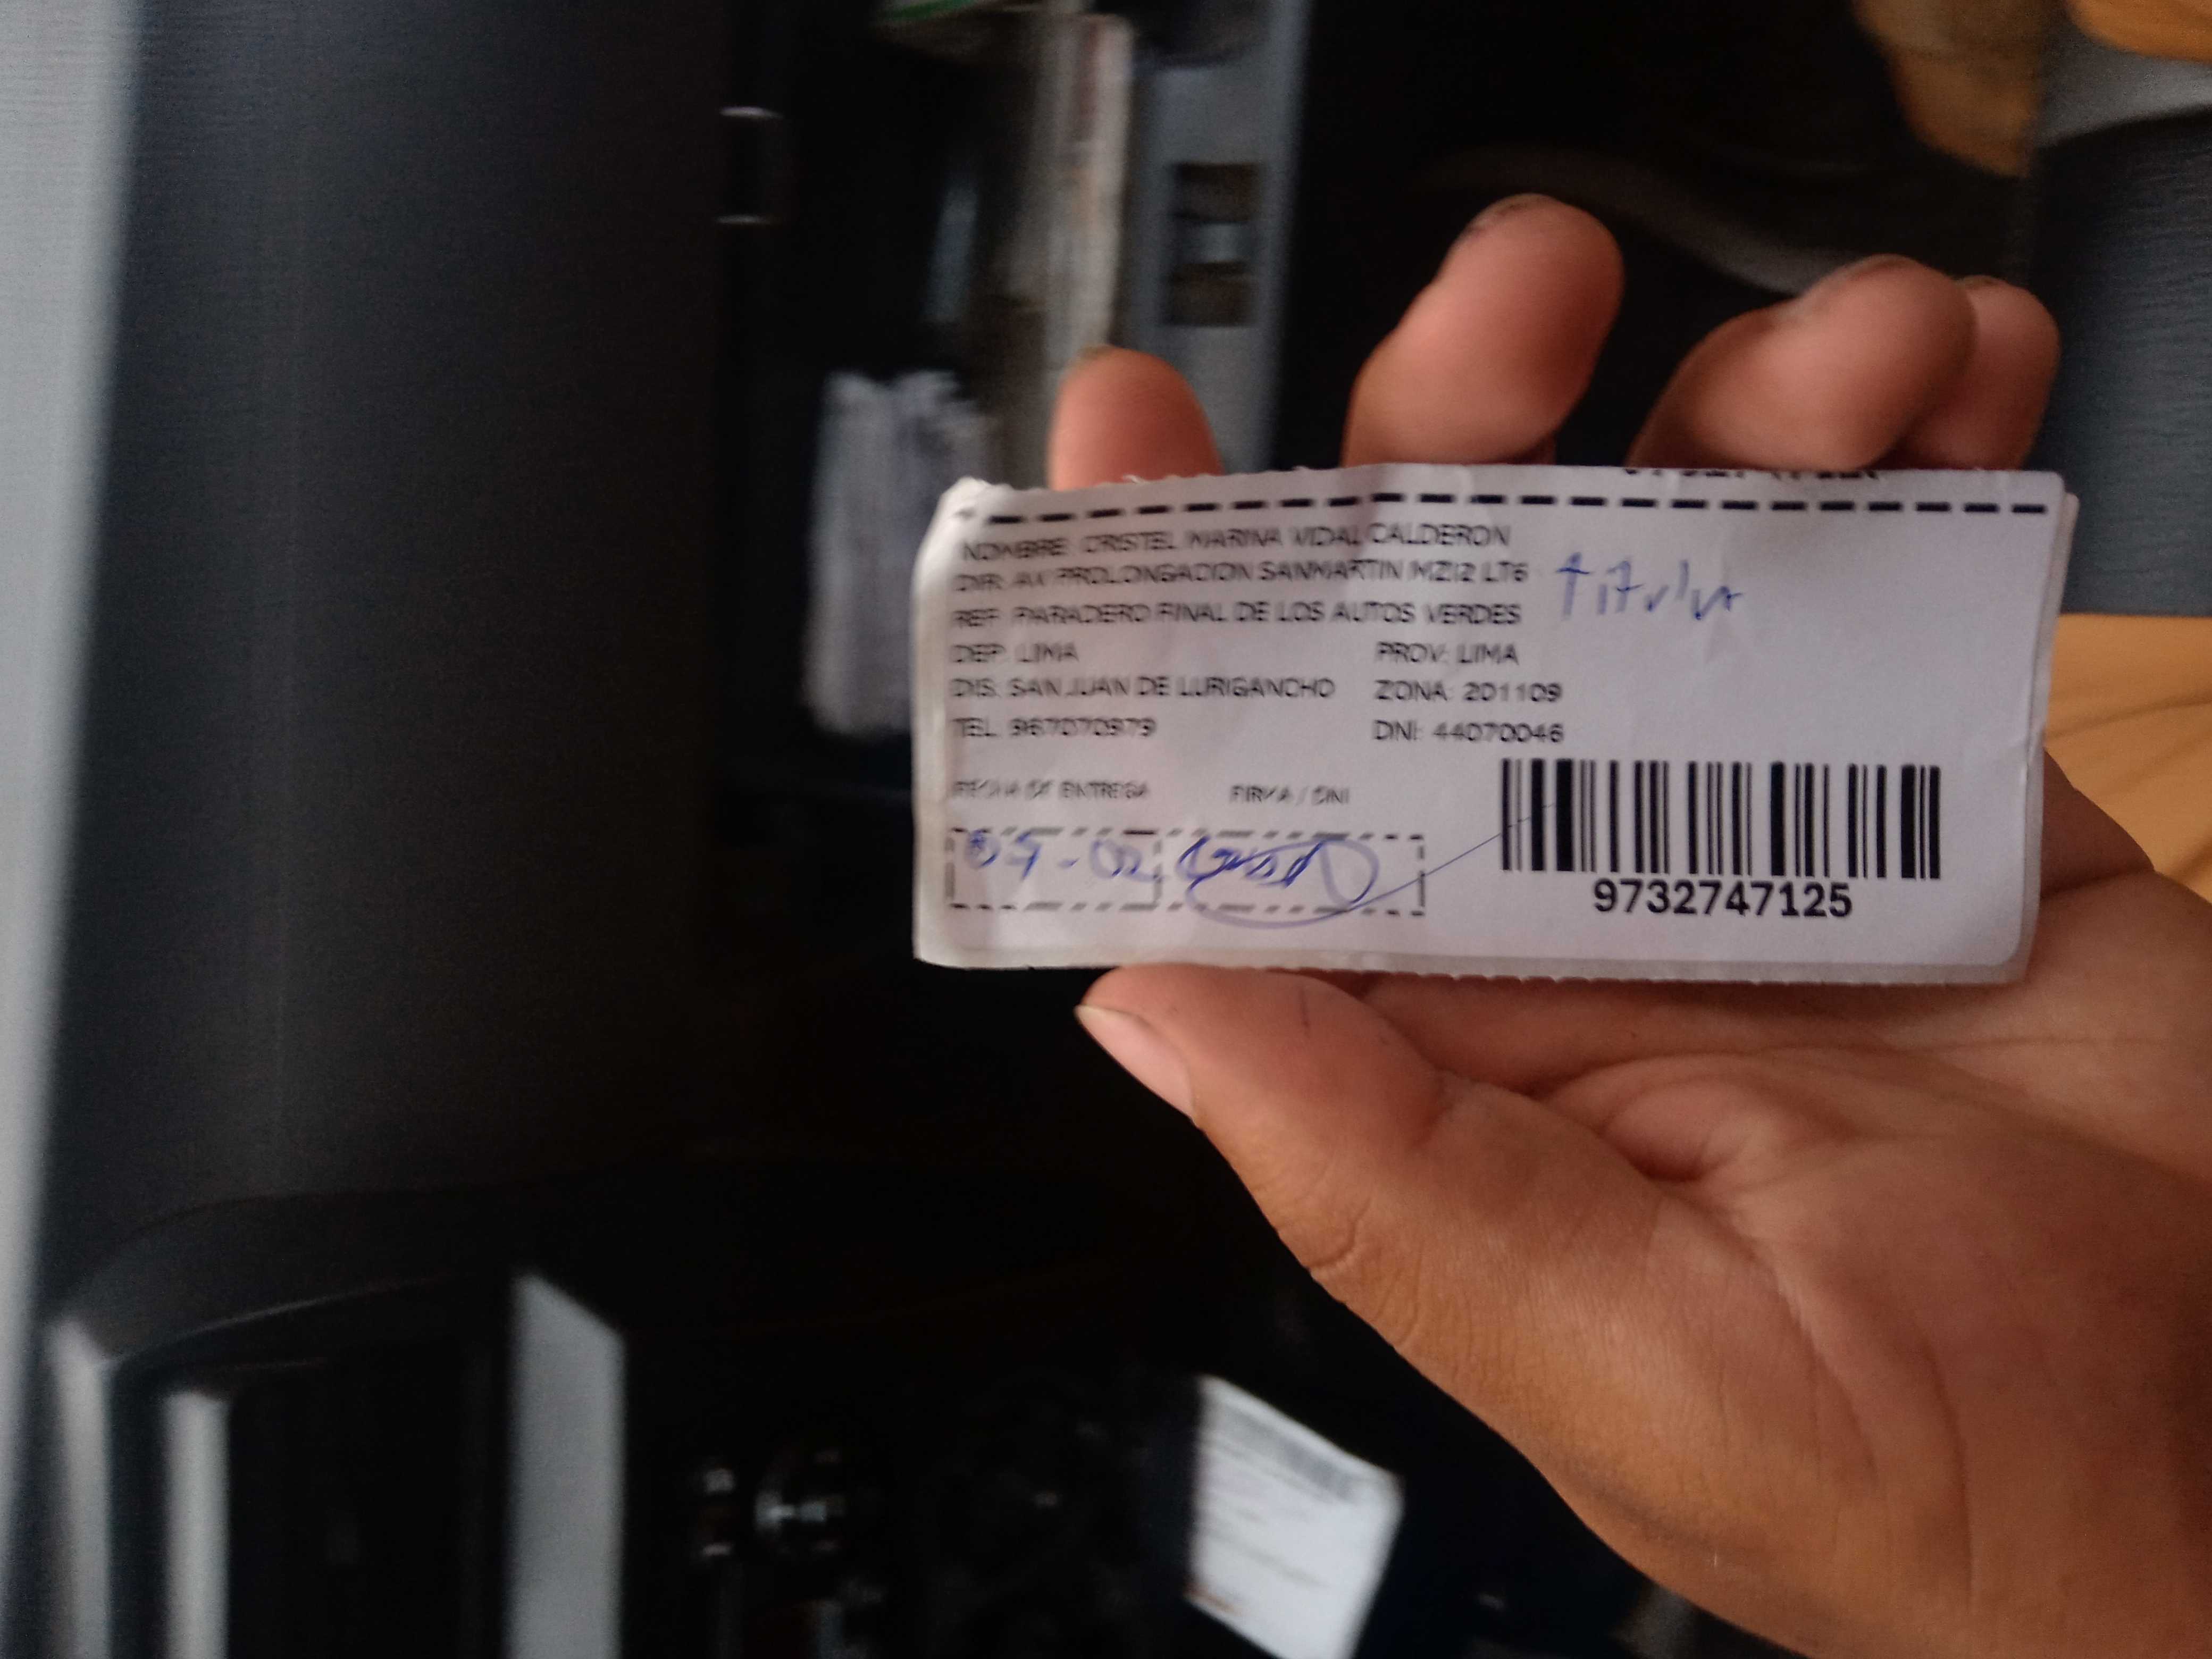 NOMBRE: CRISTEL MARINA VIDAL CALDERON
DIR: AV PROLONGACION SANMARTIN MZ12 LT6
titular
REF: PARADERO FINAL DE LOS AUTOS VERDES
DEP: LIMA PROV: LIMA
DIS: SAN JUAN DE LURIGANCHO ZONA: 201109
TEL: 967070979 DNI: 44070046
FECHA DE ENTREGA FIRMA / DNI
9732747125